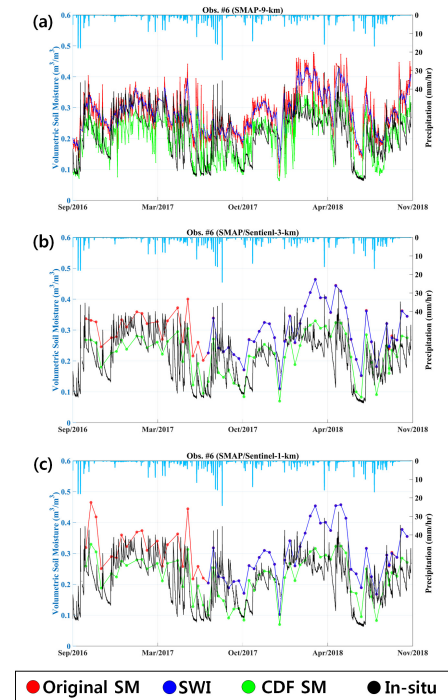 (a)
Obs. #6 (SMAP-9-km)
Volumetric Soil Moisture (m³/m³)
0.6
0.5
0.4
0.3
0.2
0.1
0
0
10
20
30
40
Precipitation (mm/hr)
Sep/2016
Mar/2017
Oct/2017
Apr/2018
Nov/2018
(b)
Obs. #6 (SMAP/Sentienl-3-km)
Volumetric Soil Moisture (m³/m³)
0.6
0.5
0.4
0.3
0.2
0.1
0
0
10
20
30
40
Precipitation (mm/hr)
Sep/2016
Mar/2017
Oct/2017
Apr/2018
Nov/2018
(c)
Obs. #6 (SMAP/Sentinel-1-km)
Volumetric Soil Moisture (m³/m³)
0.6
0.5
0.4
0.3
0.2
0.1
0
0
10
20
30
40
Precipitation (mm/hr)
Sep/2016
Mar/2017
Oct/2017
Apr/2018
Nov/2018
Original SM SWI CDF SM In-situ